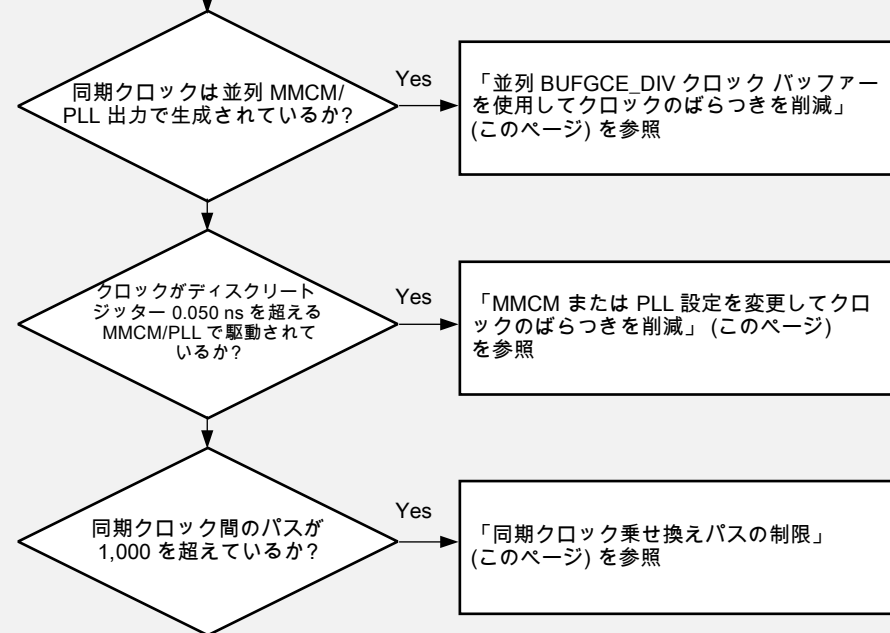 同期クロックは並列 MMCM/
PLL 出力で生成されているか?
Yes
「並列 BUFGCE_DIV クロック バッファー
を使用してクロックのばらつきを削減」
(このページ) を参照
クロックがディスクリート
ジッター 0.050 ns を超える
MMCM/PLL で駆動されて
いるか?
Yes
「MMCM または PLL 設定を変更してクロ
ックのばらつきを削減」 (このページ)
を参照
同期クロック間のパスが
1,000 を超えているか?
Yes
「同期クロック乗せ換えパスの制限」
(このページ) を参照